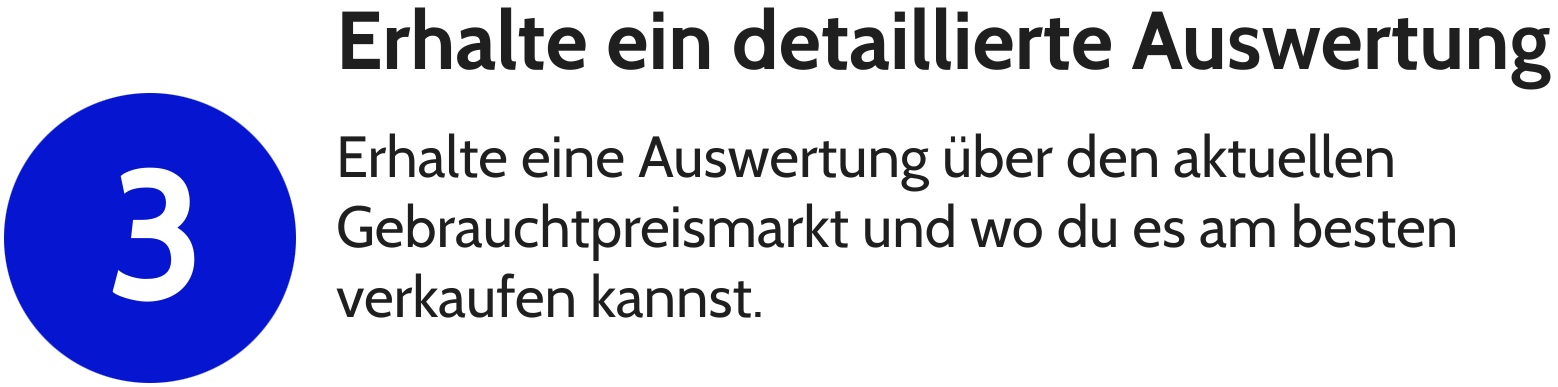 Erhalte ein detaillierte Auswertung
3
Erhalte eine Auswertung über den aktuellen
Gebrauchtpreismarkt und wo du es am besten
verkaufen kannst.